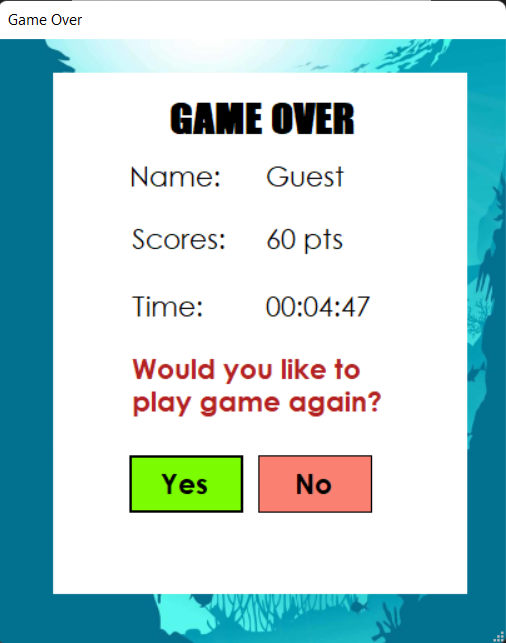 Game Over
GAME OVER
Name: Guest
Scores: 60 pts
Time: 00:04:47
Would you like to
play game again?
Yes No